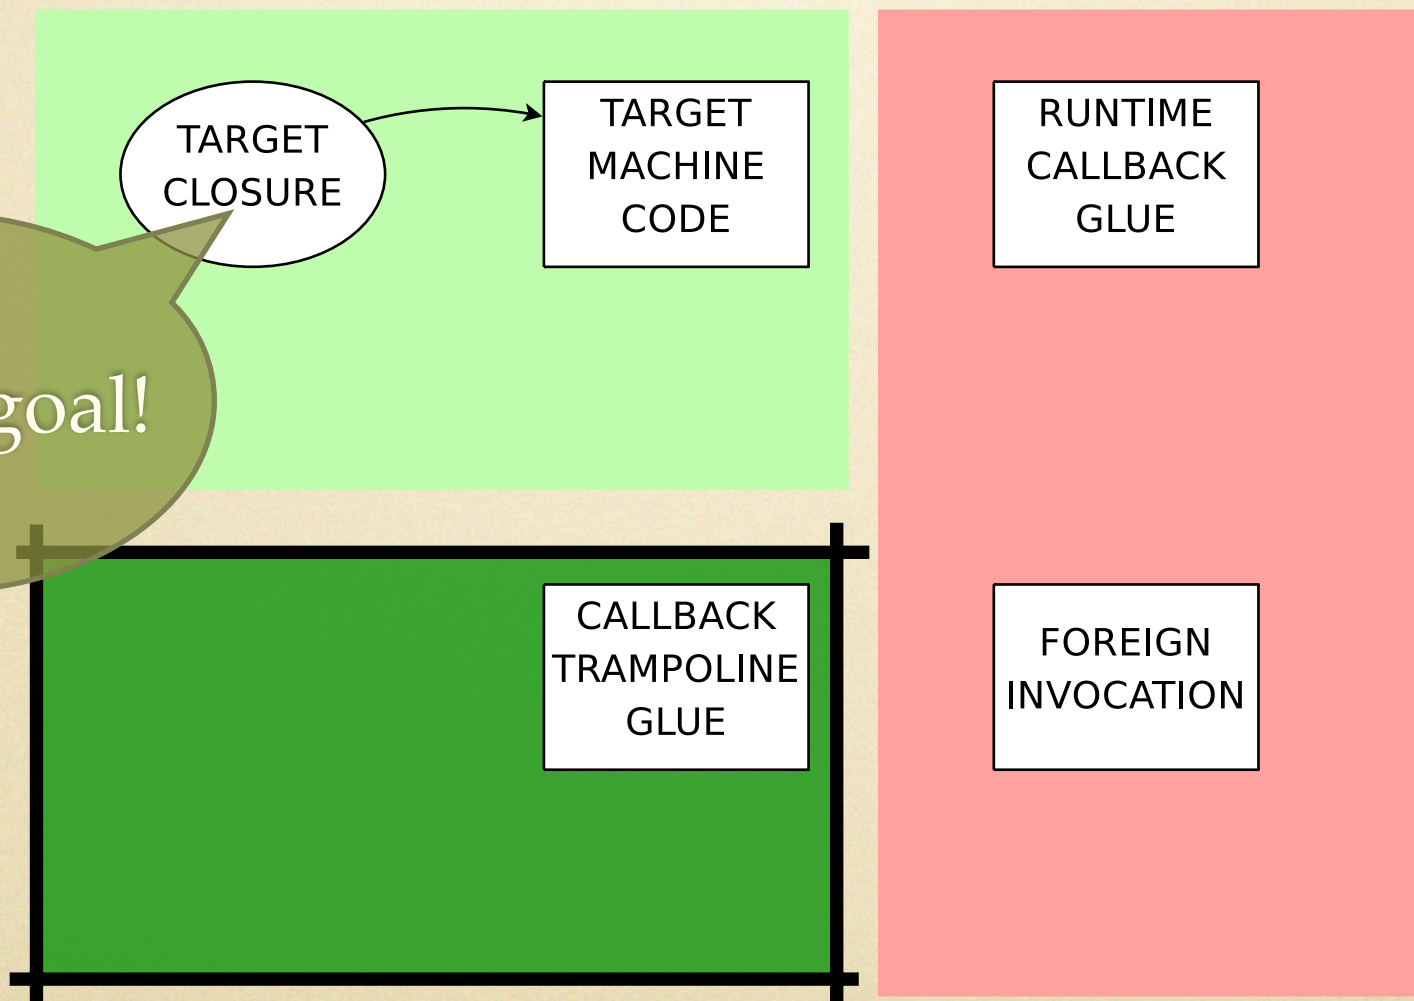 TARGET
CLOSURE
TARGET
MACHINE
CODE
RUNTIME
CALLBACK
GLUE
goal!
CALLBACK
TRAMPOLINE
GLUE
FOREIGN
INVOCATION